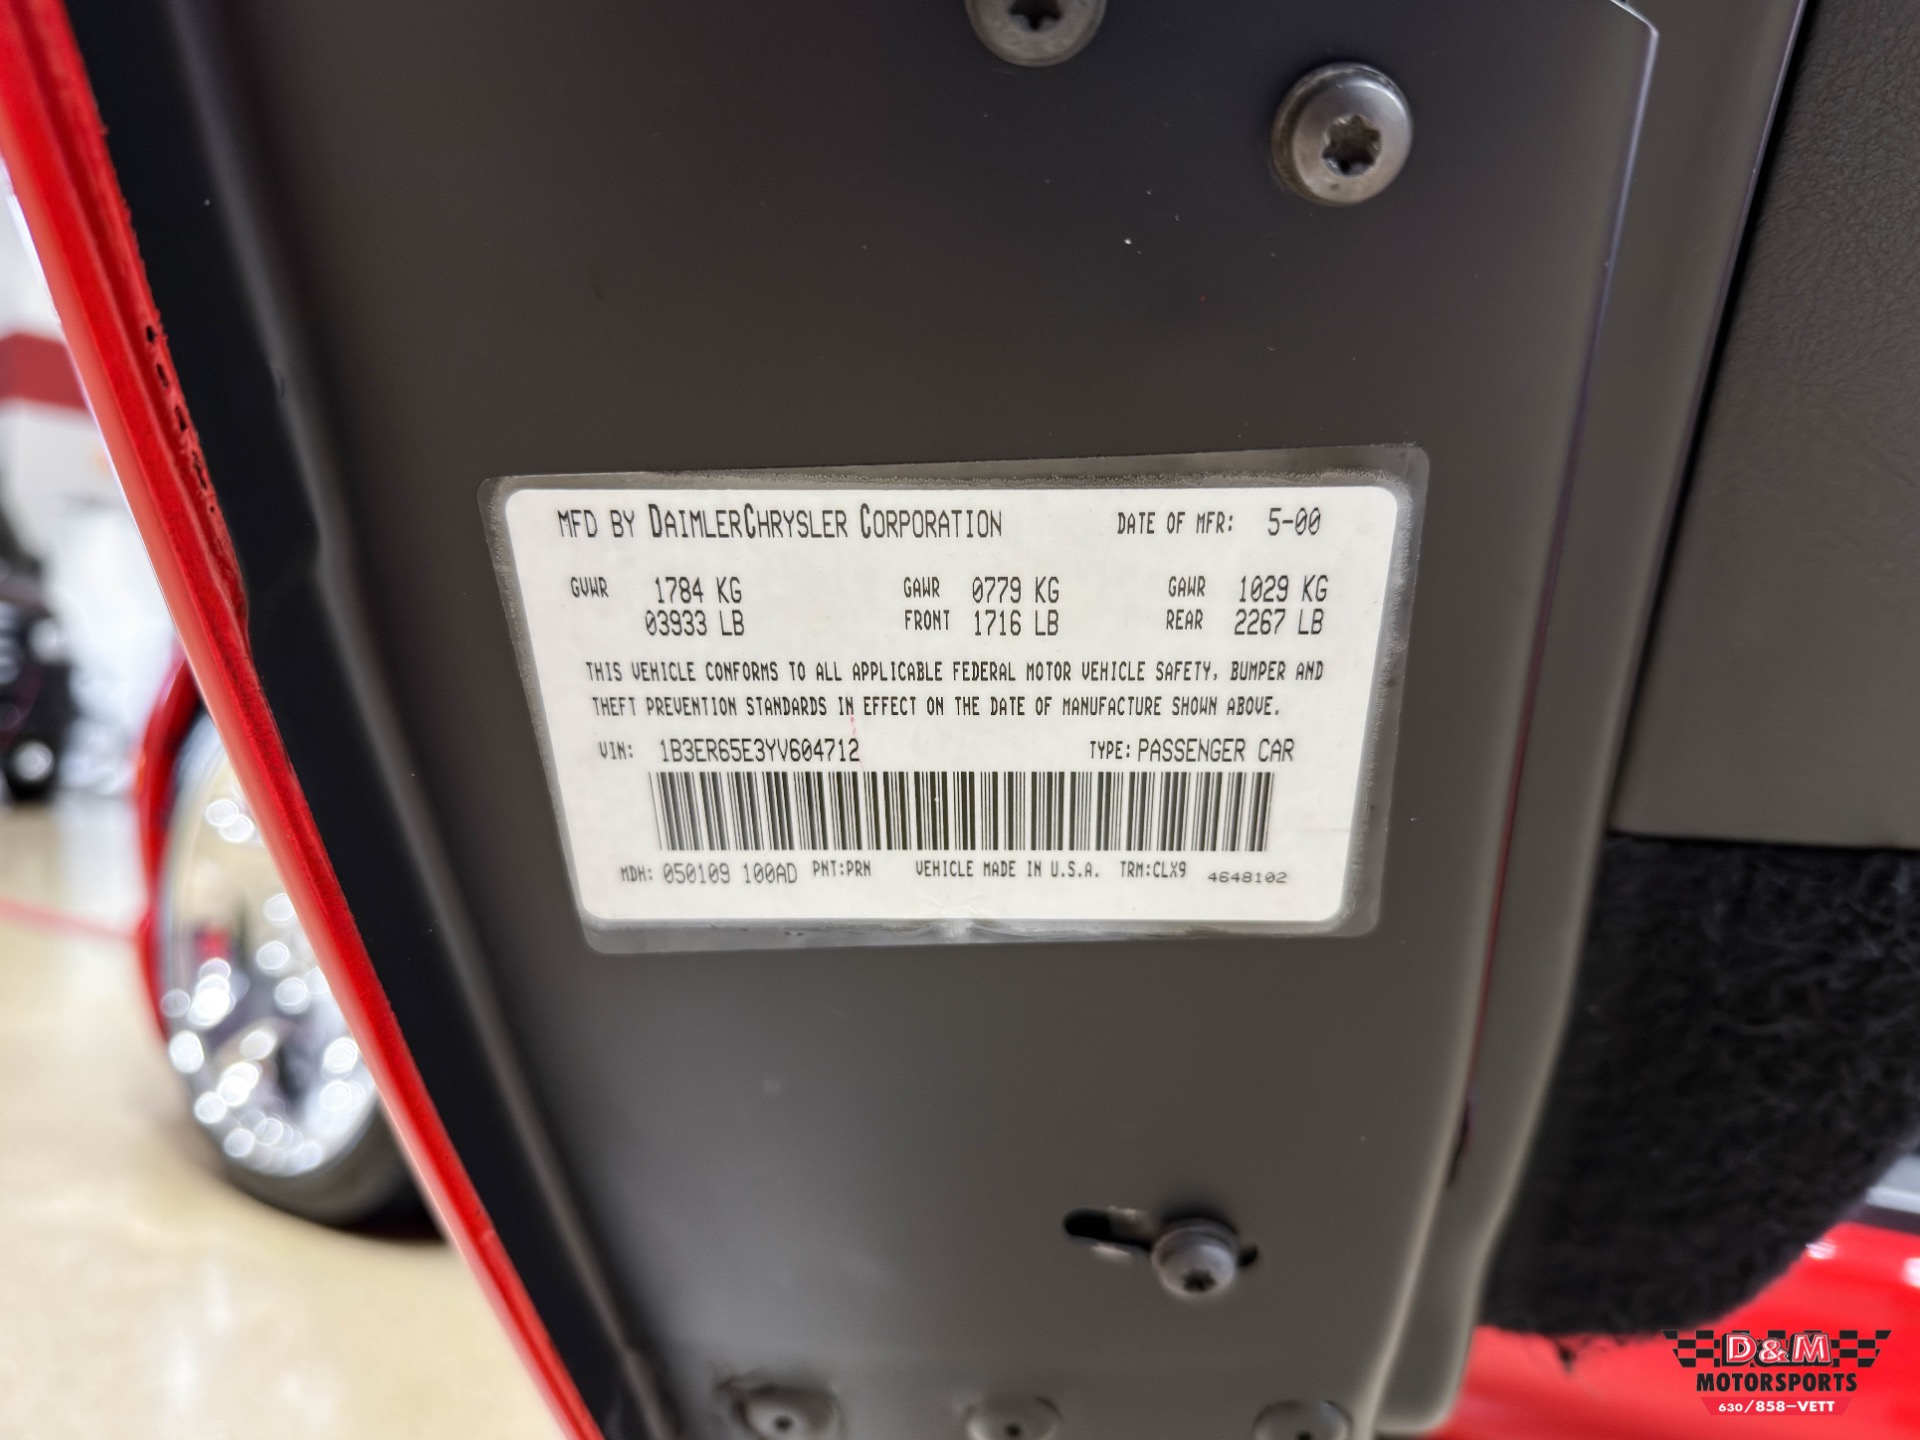 MFD BY DAIMLERCHRYSLER CORPORATION DATE OF MFR: 5-00
GVWR 1784 KG GAWR 0779 KG GAWR 1029 KG
03933 LB FRONT 1716 LB REAR 2267 LB
THIS VEHICLE CONFORMS TO ALL APPLICABLE FEDERAL MOTOR VEHICLE SAFETY, BUMPER AND
THEFT PREVENTION STANDARDS IN EFFECT ON THE DATE OF MANUFACTURE SHOWN ABOVE.
VIN: 1B3ER65E3YV604712 TYPE: PASSENGER CAR
MDH: 050109 100AD PNT:PRN VEHICLE MADE IN U.S.A. TRM:CLX9 4648102
D&M
MOTORSPORTS
630/858-VETT